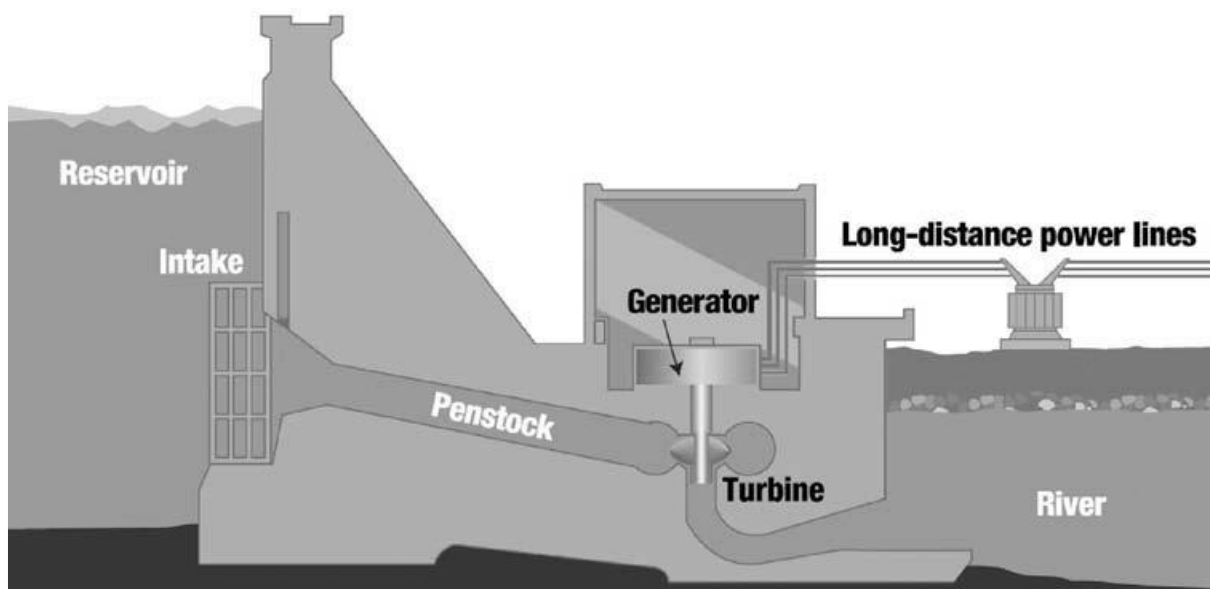 Reservoir
Intake
Long-distance power lines
Generator
Penstock
Turbine
River